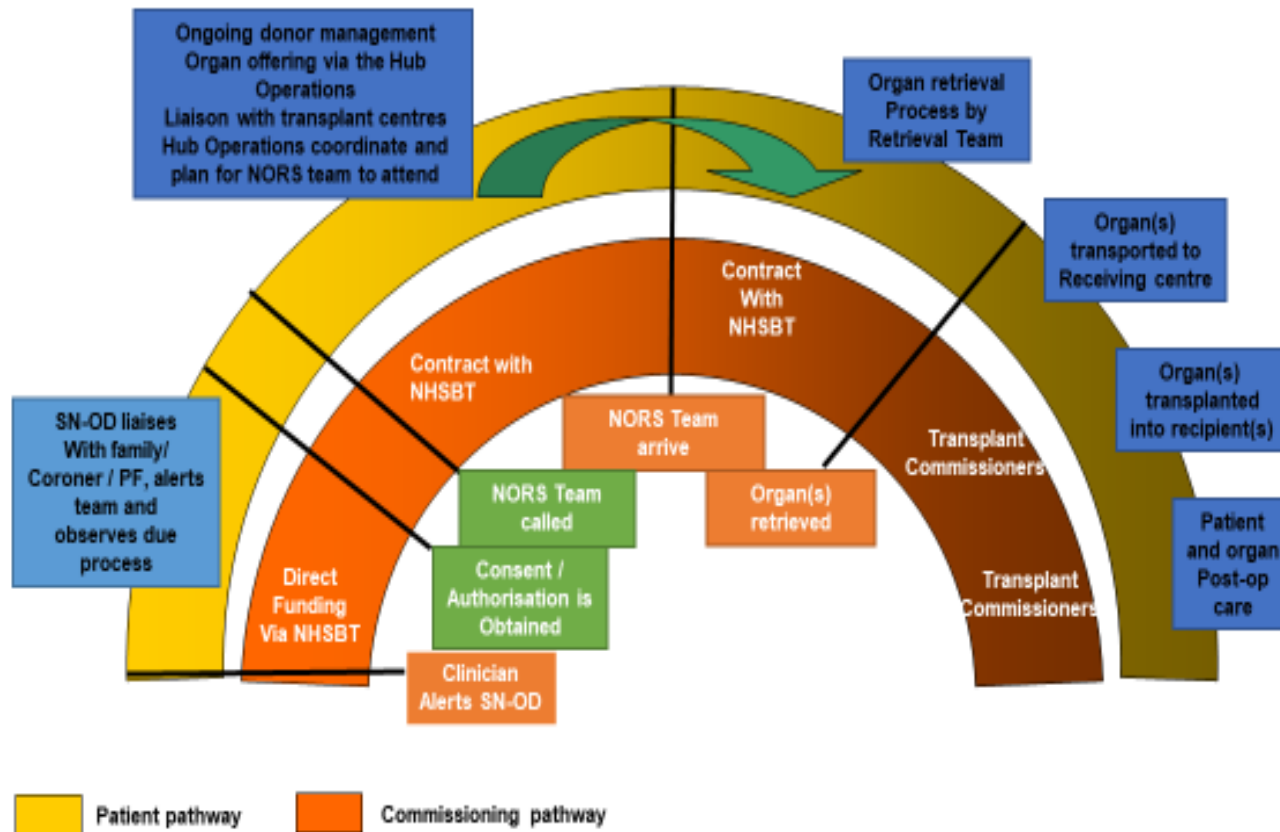 Ongoing donor management
Organ offering via the Hub
Operations
Liaison with transplant centres
Hub Operations coordinate and
plan for NORS team to attend
Organ retrieval
Process by
Retrieval Team
Organ(s)
transported to
Receiving centre
Organ(s)
transplanted
into recipient(s)
Patient
and organ
Post-op
care
SN-OD liaises
With family/
Coroner / PF, alerts
team and
observes due
process
Direct
Funding
Via NHSBT
Contract with
NHSBT
Contract
With
NHSBT
Transplant
Commissioners
Transplant
Commissioners
Clinician
Alerts SN-OD
Consent /
Authorisation is
Obtained
NORS Team
called
NORS Team
arrive
Organ(s)
retrieved
Patient pathway
Commissioning pathway